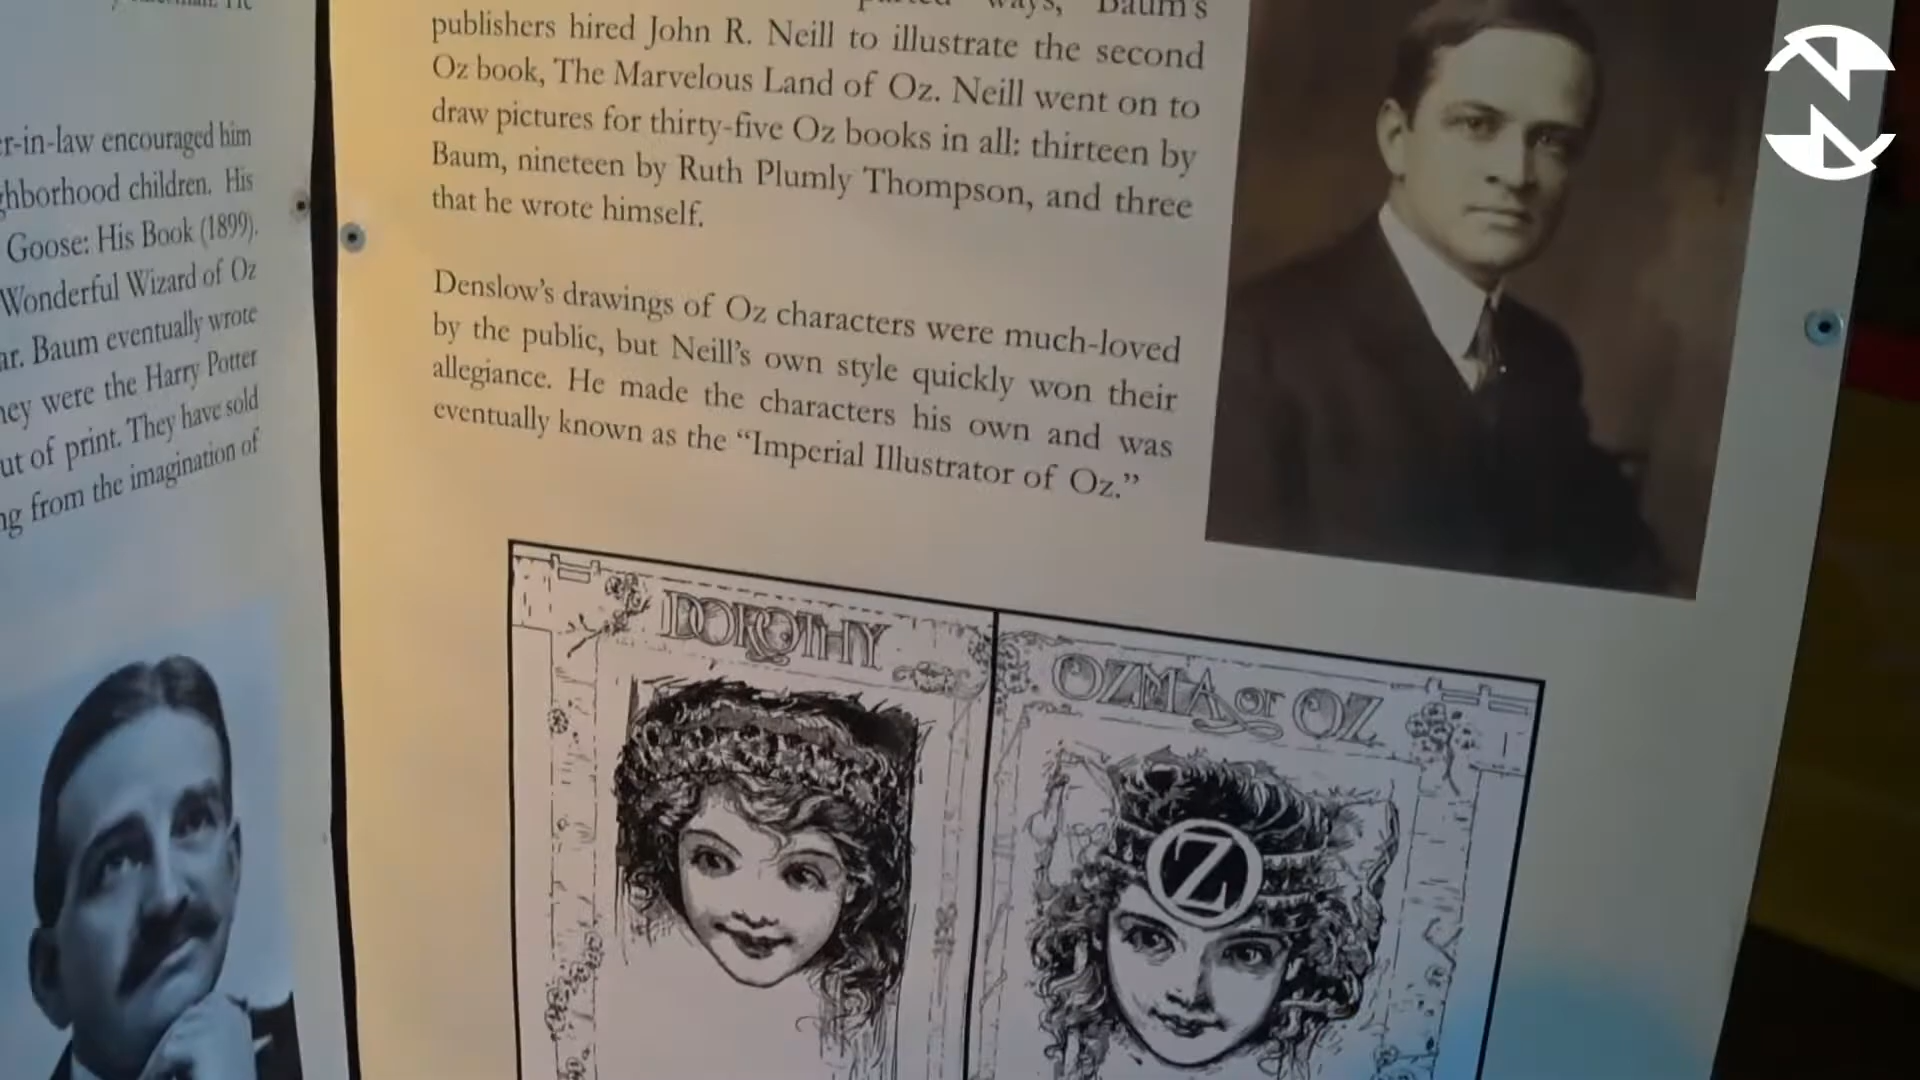 er-in-law encouraged him
ghborhood children. His
Goose: His Book (1899).
Wonderful Wizard of Oz
ar. Baum eventually wrote
hey were the Harry Potter
ut of print. They have sold
ng from the imagination of
ways, Baum's
publishers hired John R. Neill to illustrate the second
Oz book, The Marvelous Land of Oz. Neill went on to
draw pictures for thirty-five Oz books in all: thirteen by
Baum, nineteen by Ruth Plumly Thompson, and three
that he wrote himself.
Denslow's drawings of Oz characters were much-loved
by the public, but Neill's own style quickly won their
allegiance. He made the characters his own and was
eventually known as the “Imperial Illustrator of Oz.”
DOROTHY
OZMA OF OZ
OZ